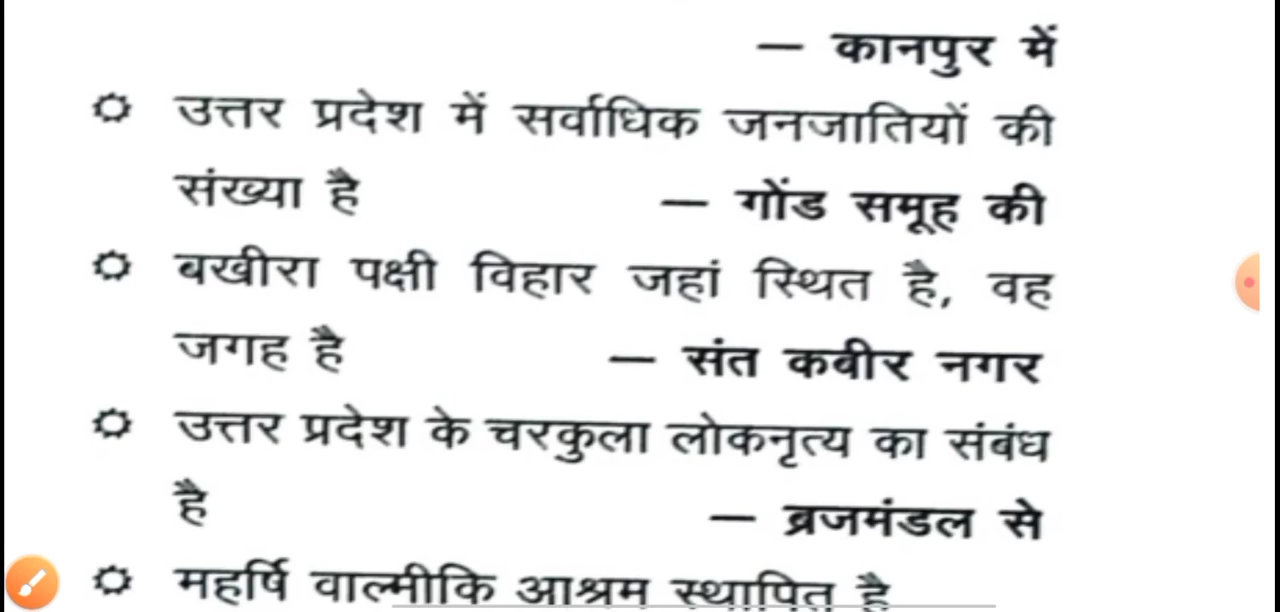 — कानपुर में
उत्तर प्रदेश में सर्वाधिक जनजातियों की
संख्या है — गोंड समूह की
बखीरा पक्षी विहार जहां स्थित है, वह
जगह है — संत कबीर नगर
उत्तर प्रदेश के चरकुला लोकनृत्य का संबंध
है — ब्रजमंडल से
महर्षि वाल्मीकि आश्रम स्थापित है